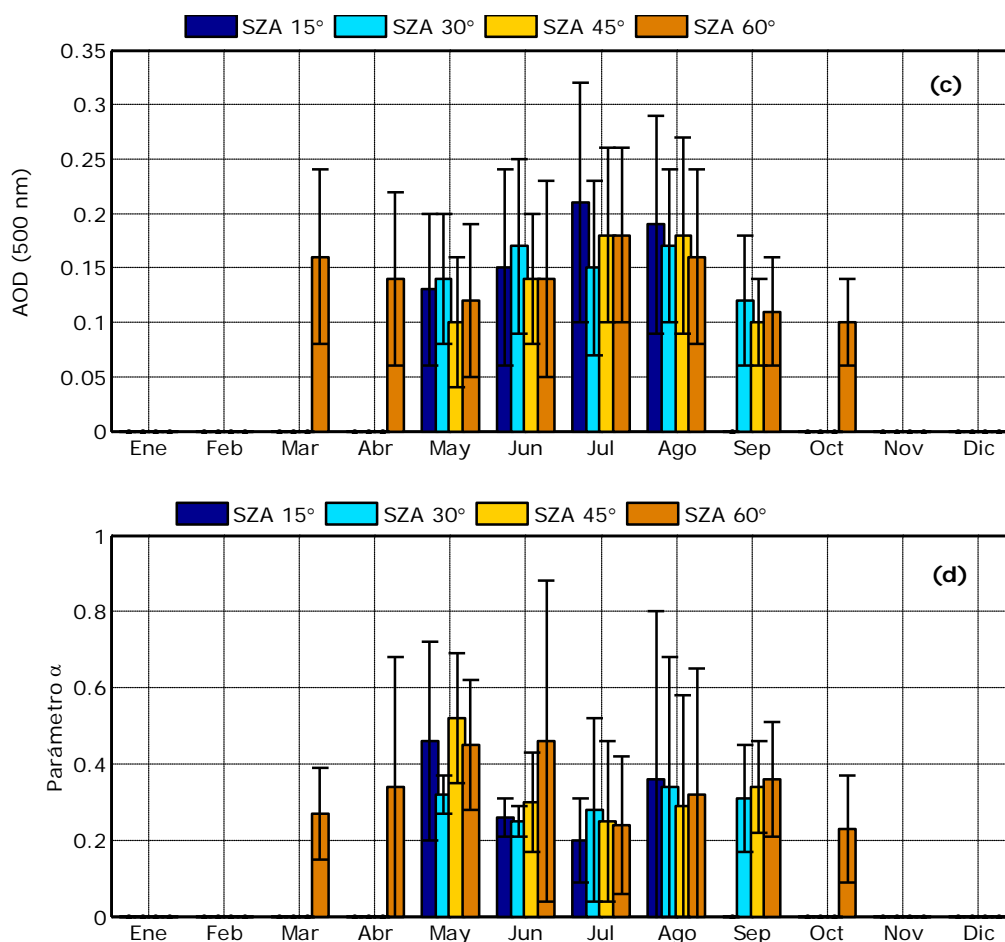 SZA 15° SZA 30° SZA 45° SZA 60°
0.35
(c)
0.3
0.25
0.2
0.15
0.1
0.05
0
AOD (500 nm)
Ene Feb Mar Abr May Jun Jul Ago Sep Oct Nov Dic
SZA 15° SZA 30° SZA 45° SZA 60°
1
(d)
0.8
0.6
0.4
0.2
0
Parámetro α
Ene Feb Mar Abr May Jun Jul Ago Sep Oct Nov Dic